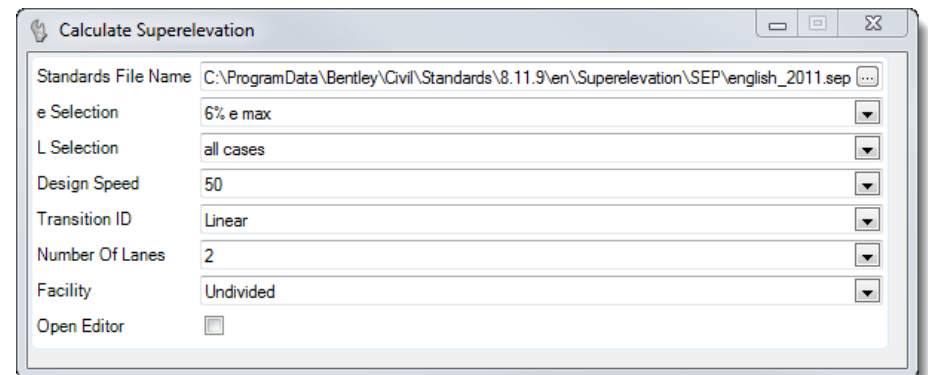 Calculate Superelevation
Standards File Name C:\ProgramData\Bentley\Civil\Standards\8.11.9\en\Superelevation\SEP\english_2011.sep ...
e Selection 6% e max
L Selection all cases
Design Speed 50
Transition ID Linear
Number Of Lanes 2
Facility Undivided
Open Editor